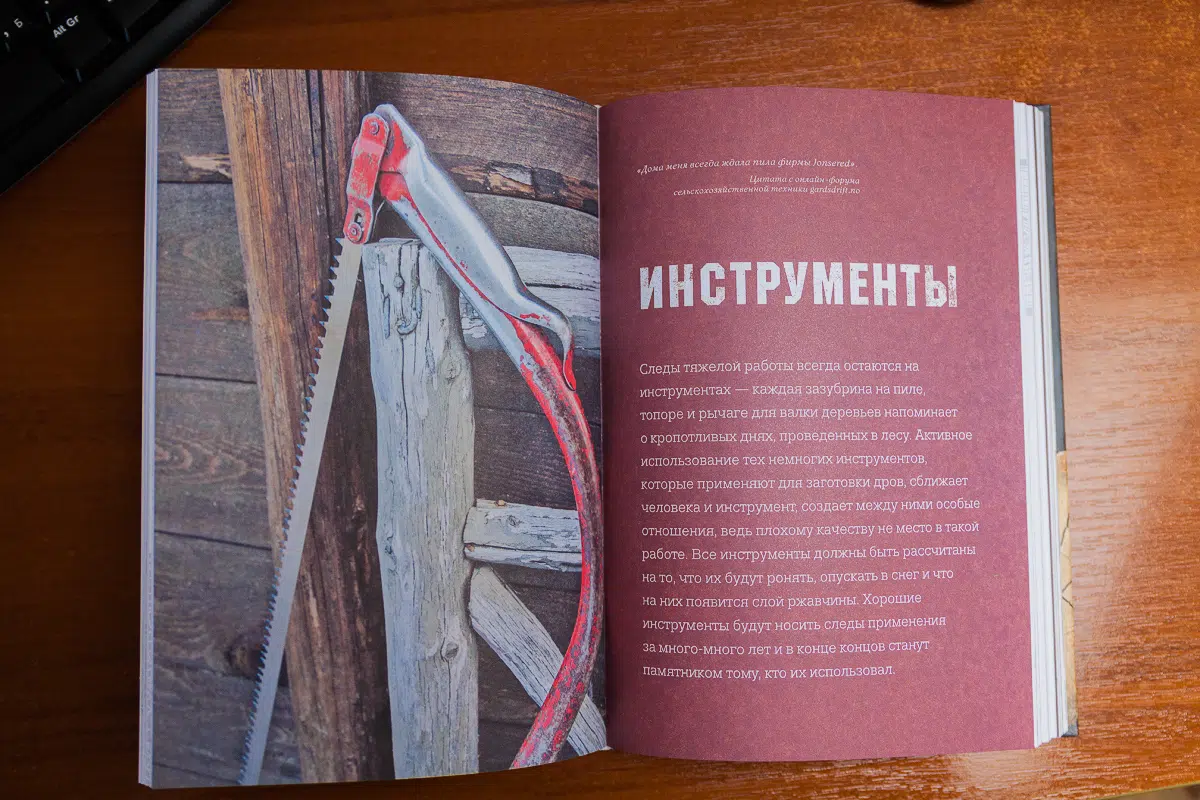 Б
Alt Gr
«Дома меня всегда ждала пила фирмы Jonsered».
Цитата с онлайн-форума
сельскохозяйственной техники gardsdrift.no
ИНСТРУМЕНТЫ
Следы тяжелой работы всегда остаются на
инструментах — каждая зазубрина на пиле,
топоре и рычаге для валки деревьев напоминает
о кропотливых днях, проведенных в лесу. Активное
использование тех немногих инструментов,
которые применяют для заготовки дров, сближает
человека и инструмент, создает между ними особые
отношения, ведь плохому качеству не место в такой
работе. Все инструменты должны быть рассчитаны
на то, что их будут ронять, опускать в снег и что
на них появится слой ржавчины. Хорошие
инструменты будут носить следы применения
за много-много лет и в конце концов станут
памятником тому, кто их использовал.